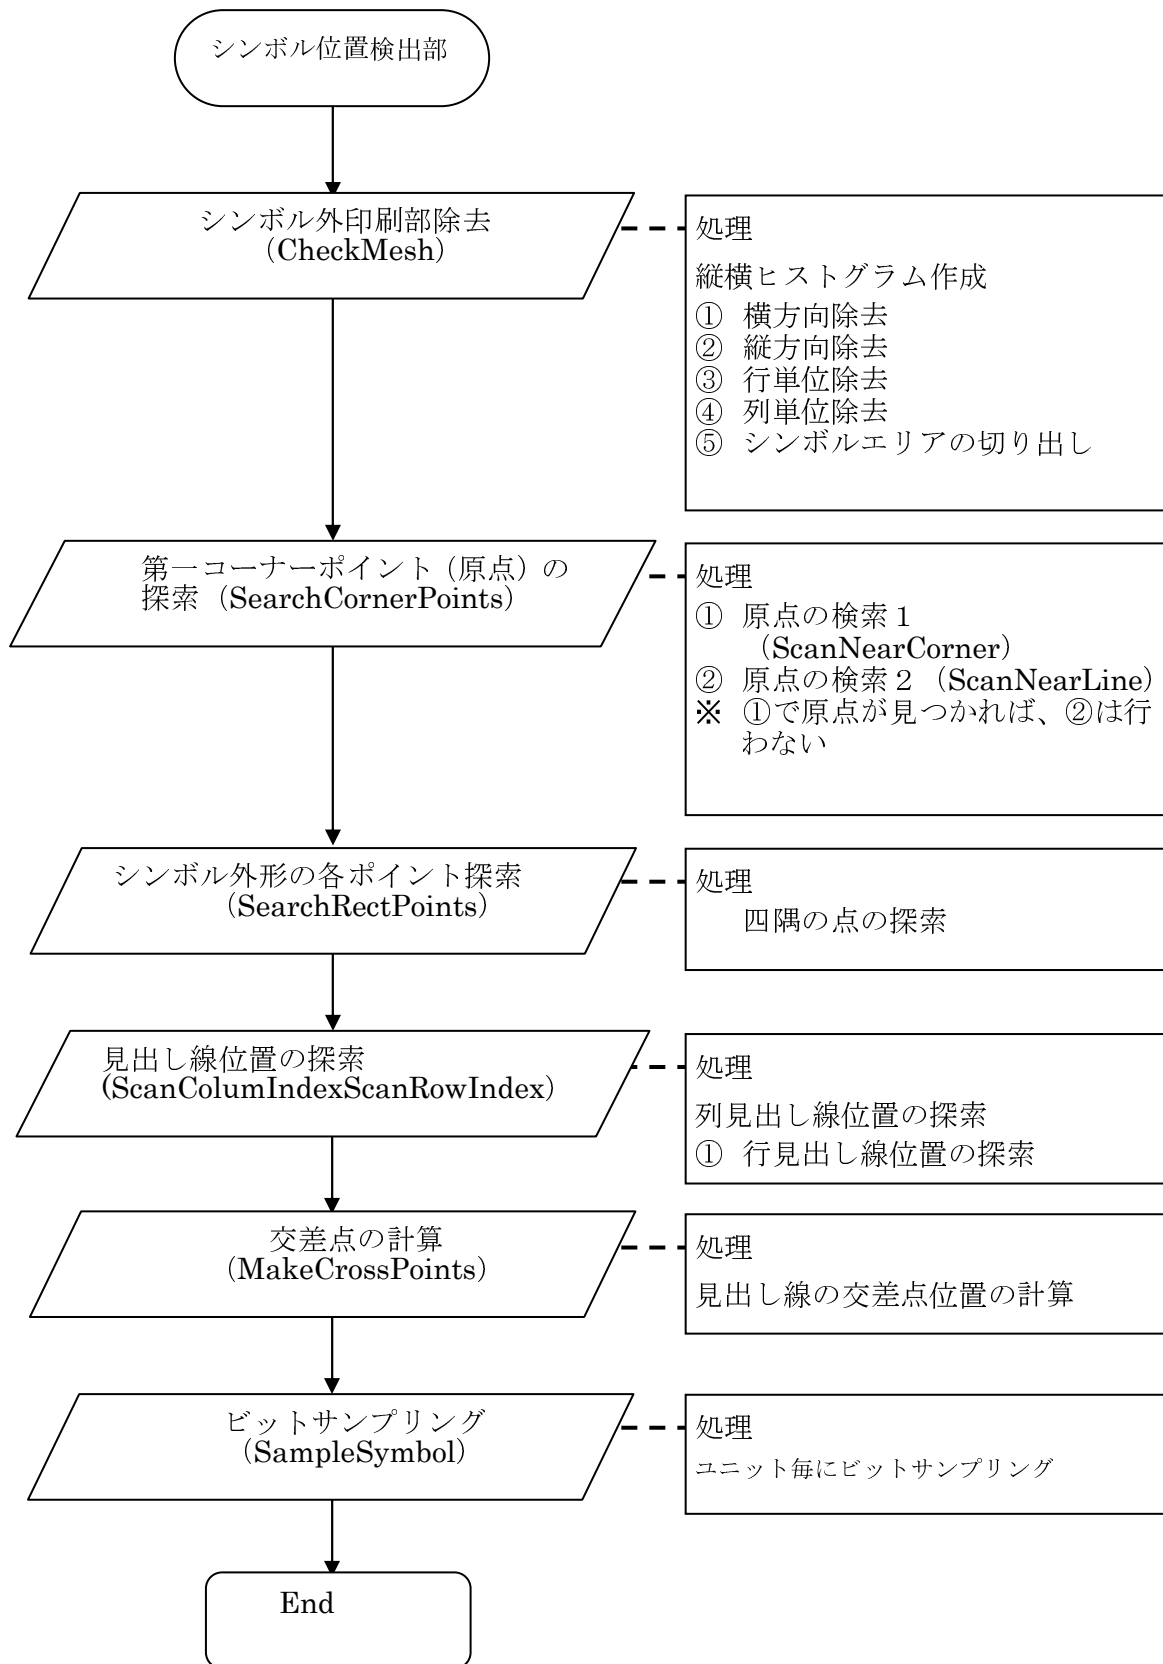 シンボル位置検出部
シンボル外印刷部除去
（CheckMesh）
処理
縦横ヒストグラム作成
① 横方向除去
② 縦方向除去
③ 行単位除去
④ 列単位除去
⑤ シンボルエリアの切り出し
第一コーナーポイント（原点）の
探索（SearchCornerPoints）
処理
① 原点の検索１
（ScanNearCorner）
② 原点の検索２（ScanNearLine）
※ ①で原点が見つかれば、②は行
わない
シンボル外形の各ポイント探索
（SearchRectPoints）
処理
四隅の点の探索
見出し線位置の探索
(ScanColumIndexScanRowIndex）
処理
列見出し線位置の探索
① 行見出し線位置の探索
交差点の計算
（MakeCrossPoints）
処理
見出し線の交差点位置の計算
ビットサンプリング
（SampleSymbol）
処理
ユニット毎にビットサンプリング
End